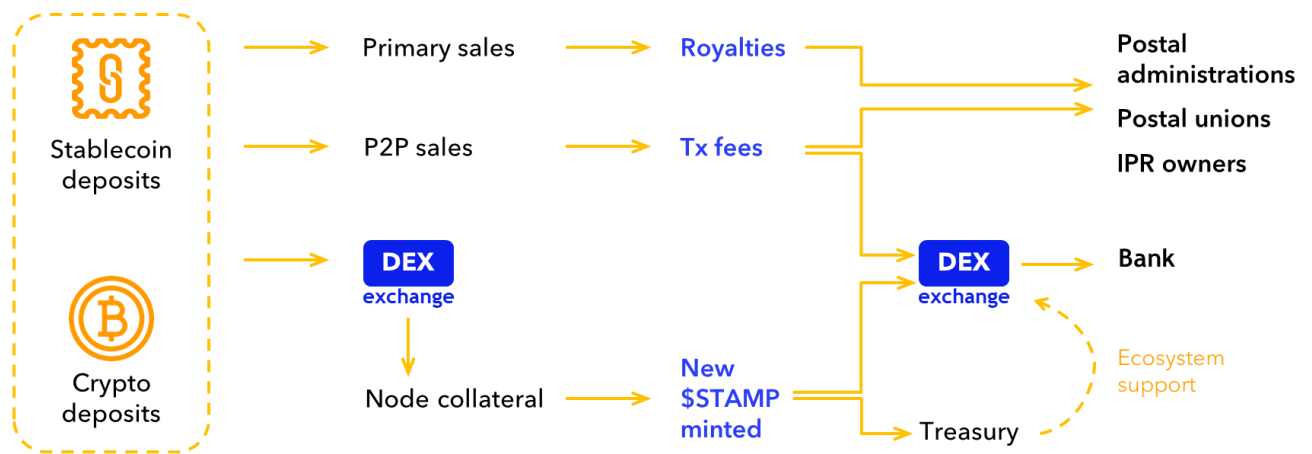 Stablecoin
deposits
Crypto
deposits
Primary sales
Royalties
Postal
administrations
P2P sales
Tx fees
Postal unions
IPR owners
DEX
exchange
DEX
exchange
Bank
Node collateral
New
$STAMP
minted
Treasury
Ecosystem
support